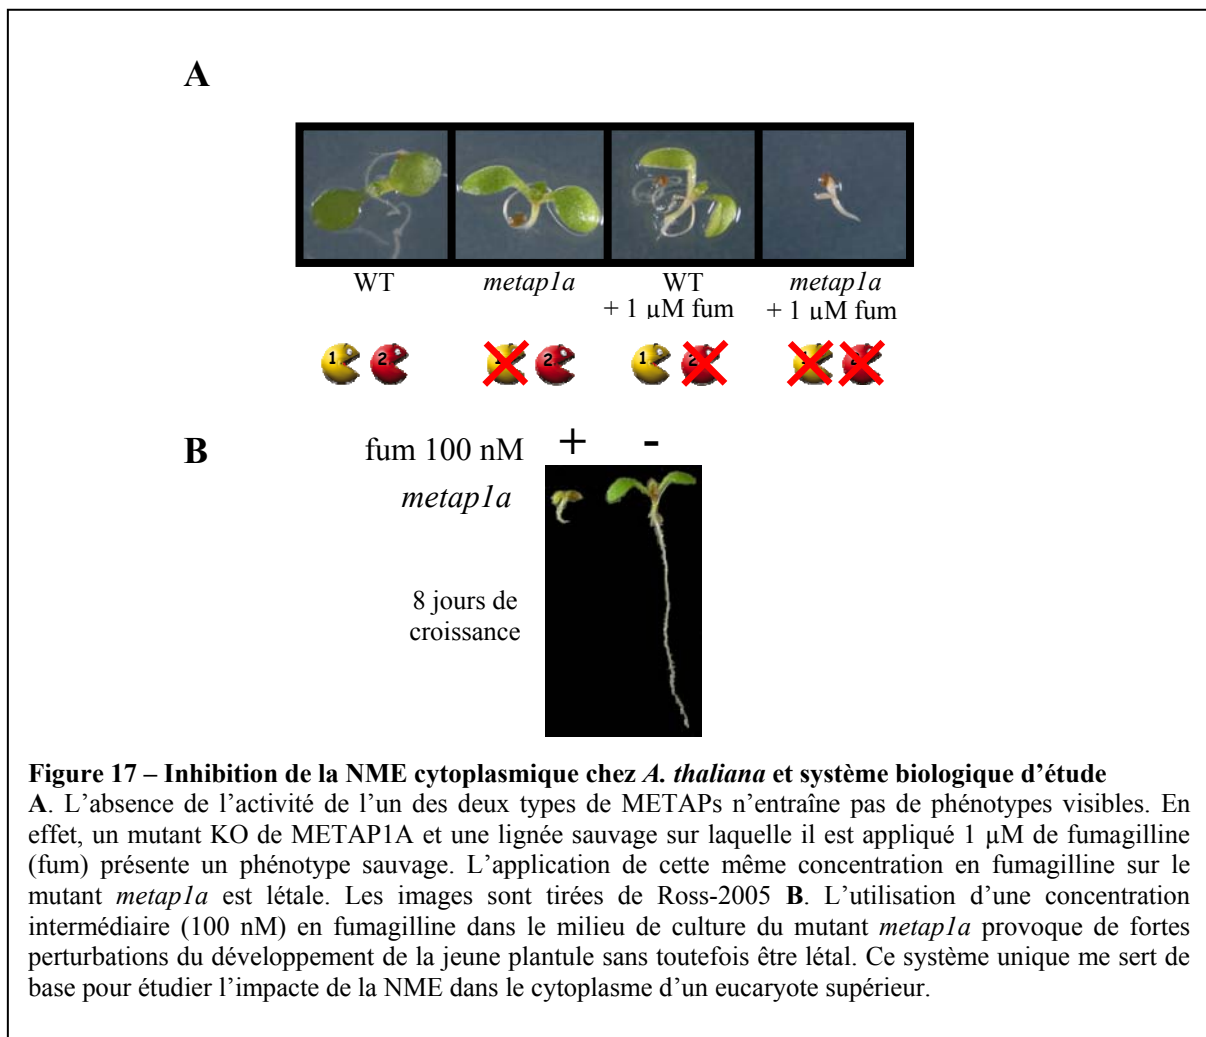 A
WT
metap1a
WT
+ 1 µM fum
metap1a
+ 1 µM fum
1 2 1 2 1 2 1 2
B
fum 100 nM + -
metap1a
8 jours de
croissance
Figure 17 – Inhibition de la NME cytoplasmique chez A. thaliana et système biologique d’étude
A. L’absence de l’activité de l’un des deux types de METAPs n’entraîne pas de phénotypes visibles. En
effet, un mutant KO de METAP1A et une lignée sauvage sur laquelle il est appliqué 1 µM de fumagilline
(fum) présente un phénotype sauvage. L’application de cette même concentration en fumagilline sur le
mutant metap1a est létale. Les images sont tirées de Ross-2005 B. L’utilisation d’une concentration
intermédiaire (100 nM) en fumagilline dans le milieu de culture du mutant metap1a provoque de fortes
perturbations du développement de la jeune plantule sans toutefois être létal. Ce système unique me sert de
base pour étudier l’impacte de la NME dans le cytoplasme d’un eucaryote supérieur.